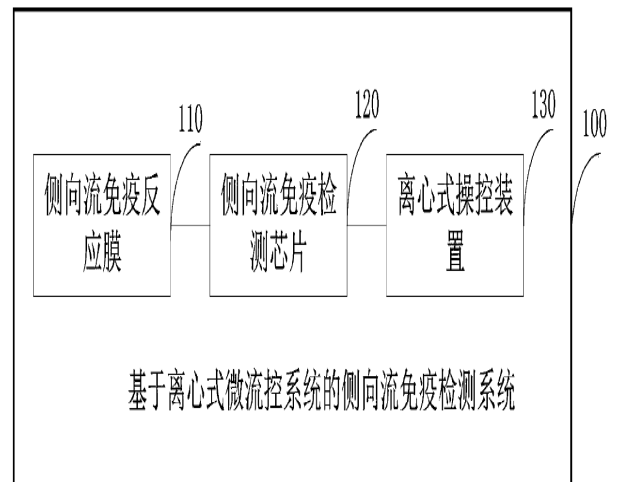 110
120
130
100
侧向流免疫反
应膜
侧向流免疫检
测芯片
离心式操控装
置
基于离心式微流控系统的侧向流免疫检测系统